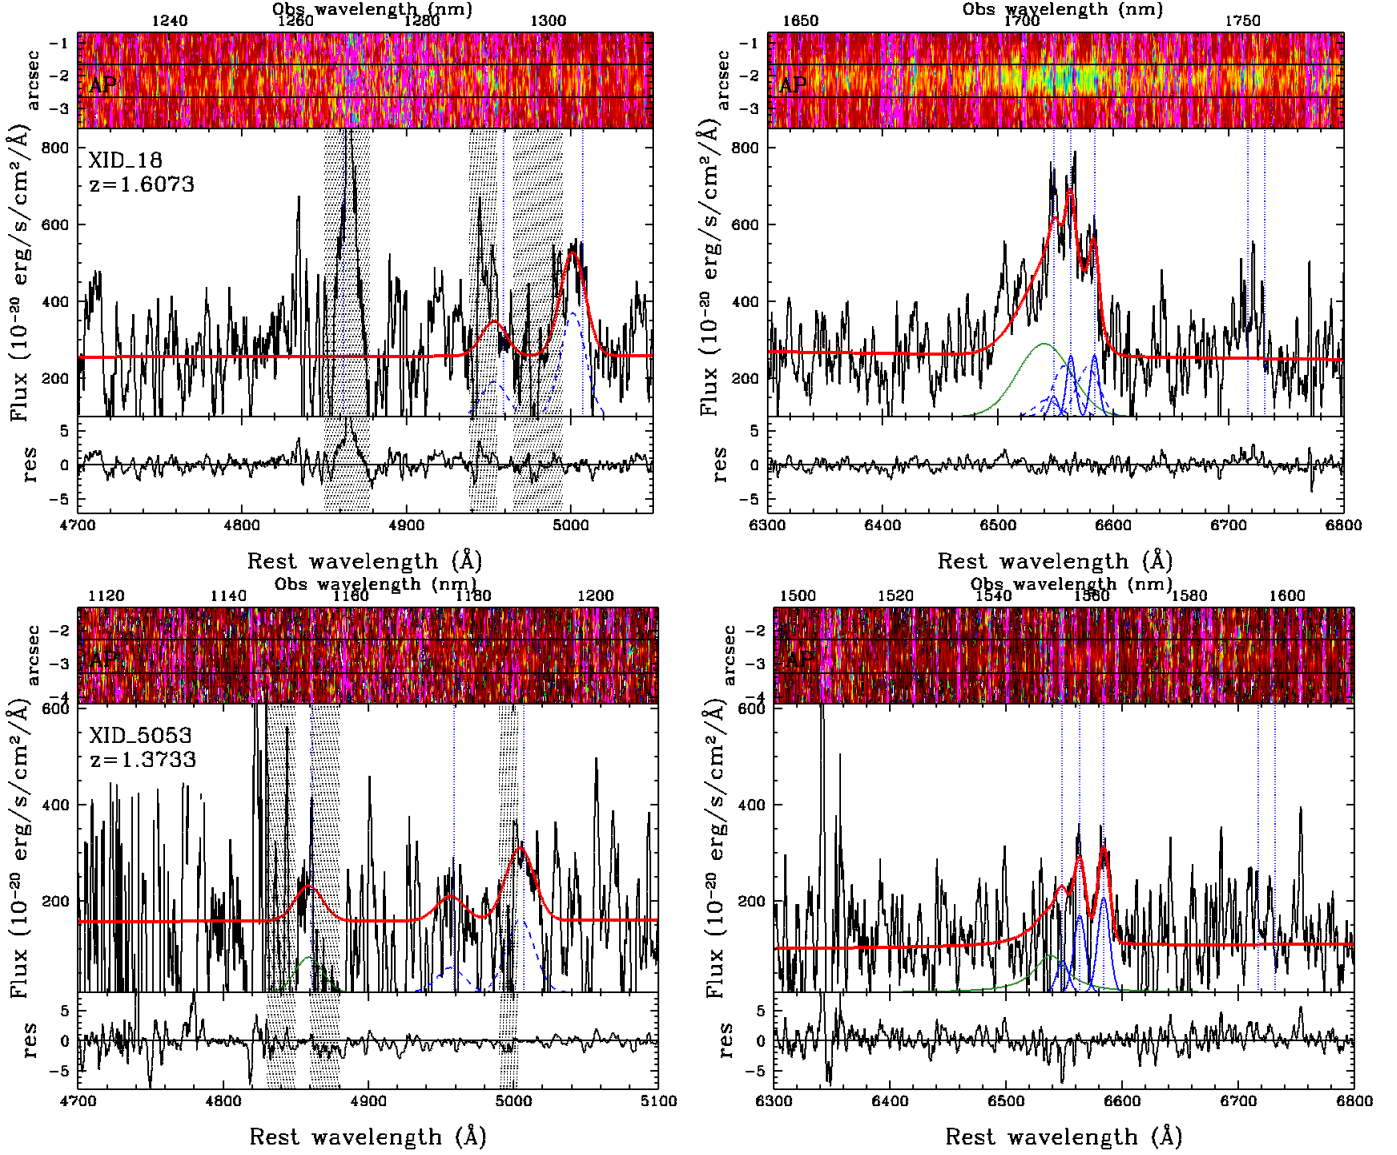 Obs wavelength (nm)
1240 1260 1280 1300
arcsec
-1
-2
-3
AP
XID_18
z=1.6073
Flux (10⁻²⁰ erg/s/cm²/Å)
800
600
400
200
res
5
0
-5
4700 4800 4900 5000
Rest wavelength (Å)
Obs wavelength (nm)
1650 1700 1750
arcsec
-1
-2
-3
AP
Flux (10⁻²⁰ erg/s/cm²/Å)
800
600
400
200
res
5
0
-5
6300 6400 6500 6600 6700 6800
Rest wavelength (Å)
Obs wavelength (nm)
1120 1140 1160 1180 1200
arcsec
-2
-3
-4
AP
XID_5053
z=1.3733
Flux (10⁻²⁰ erg/s/cm²/Å)
600
400
200
res
5
0
-5
4700 4800 4900 5000 5100
Rest wavelength (Å)
Obs wavelength (nm)
1500 1520 1540 1560 1580 1600
arcsec
-2
-3
-4
AP
Flux (10⁻²⁰ erg/s/cm²/Å)
600
400
200
res
5
0
-5
6300 6400 6500 6600 6700 6800
Rest wavelength (Å)